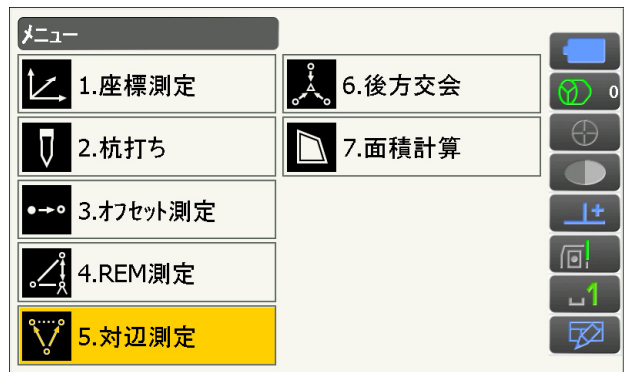 メニュー
1.座標測定
2.杭打ち
3.オフセット測定
4.REM測定
5.対辺測定
6.後方交会
7.面積計算
0
1